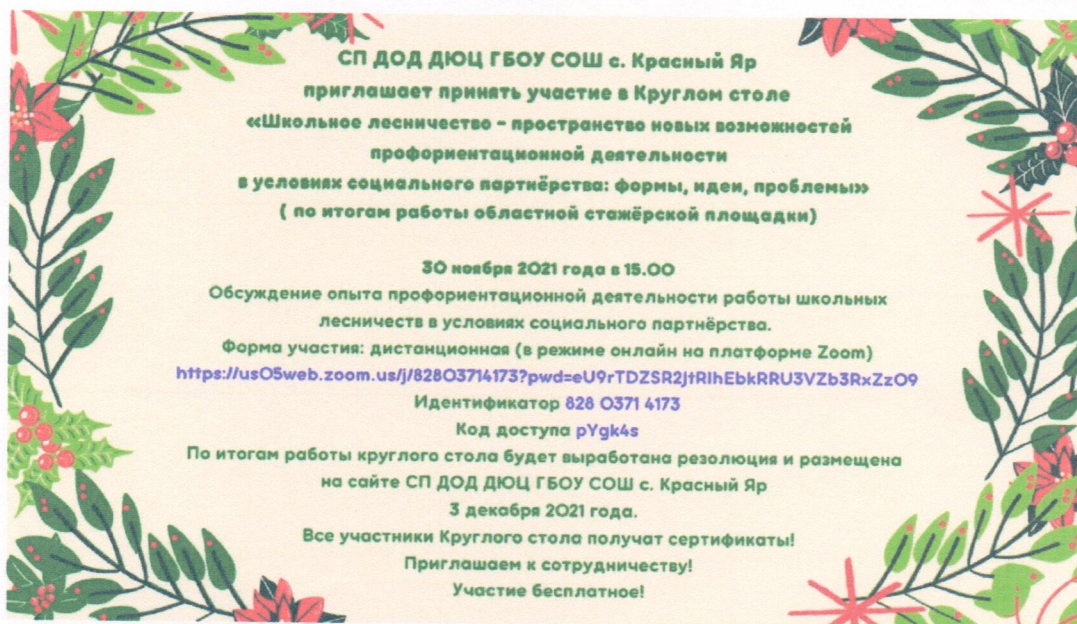 СП ДОД ДЮЦ ГБОУ СОШ с. Красный Яр
приглашает принять участие в Круглом столе
«Школьное лесничество - пространство новых возможностей
профориентационной деятельности
в условиях социального партнёрства: формы, идеи, проблемы»
( по итогам работы областной стажёрской площадки)
30 ноября 2021 года в 15.00
Обсуждение опыта профориентационной деятельности работы школьных
лесничеств в условиях социального партнёрства.
Форма участия: дистанционная (в режиме онлайн на платформе Zoom)
https://us05web.zoom.us/j/82803714173?pwd=eU9rTDZSR2JtRlhEbkRRU3VZb3RxZz09
Идентификатор 828 0371 4173
Код доступа pYgk4s
По итогам работы круглого стола будет выработана резолюция и размещена
на сайте СП ДОД ДЮЦ ГБОУ СОШ с. Красный Яр
3 декабря 2021 года.
Все участники Круглого стола получат сертификаты!
Приглашаем к сотрудничеству!
Участие бесплатное!